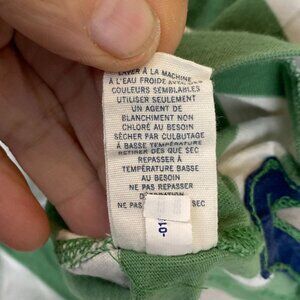 LAVER À LA MACHINE
À L'EAU FROIDE AVEC DES
COULEURS SEMBLABLES
UTILISER SEULEMENT
UN AGENT DE
BLANCHIMENT NON
CHLORÉ AU BESOIN
SÉCHER PAR CULBUTAGE
À BASSE TEMPÉRATURE
RETIRER DÈS QUE SEC
REPASSER À
TEMPÉRATURE BASSE
AU BESOIN
NE PAS REPASSER
DÉCORATION
NE PAS SEC